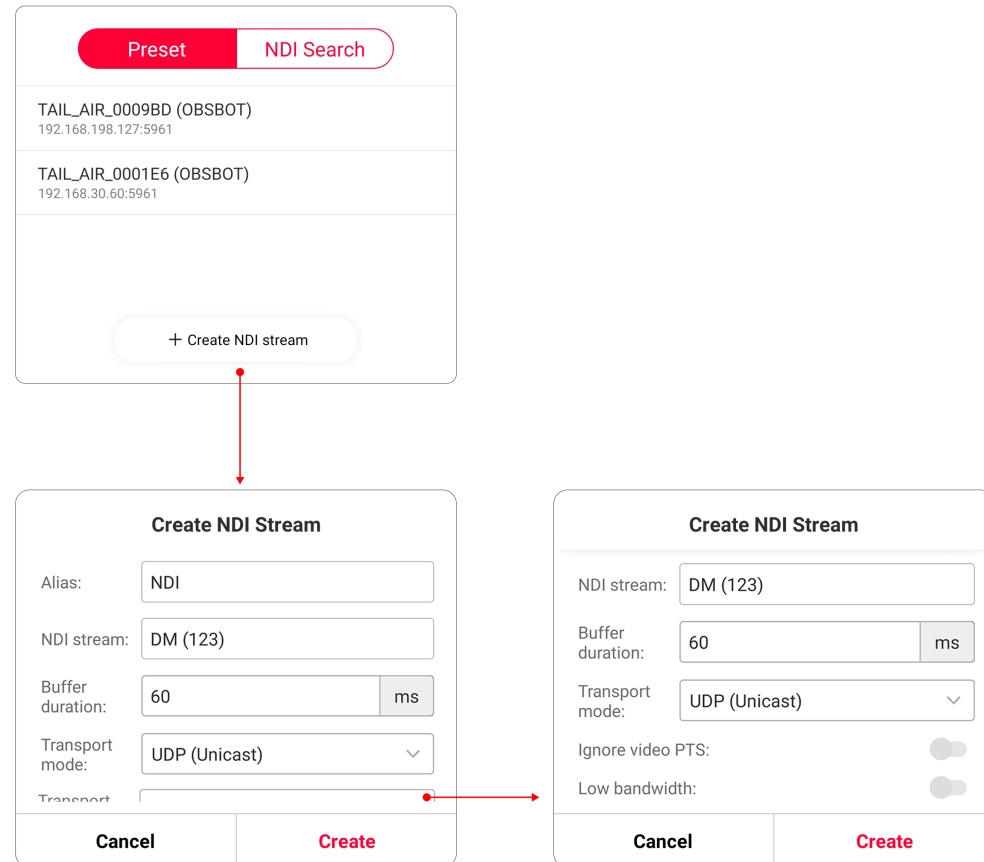 Preset
NDI Search
TAIL_AIR_0009BD (OBSBOT)
192.168.198.127:5961
TAIL_AIR_0001E6 (OBSBOT)
192.168.30.60:5961
+ Create NDI stream
Create NDI Stream
Alias:
NDI
NDI stream:
DM (123)
Buffer
duration:
60
ms
Transport
mode:
UDP (Unicast)
Transport
Cancel
Create
Create NDI Stream
NDI stream:
DM (123)
Buffer
duration:
60
ms
Transport
mode:
UDP (Unicast)
Ignore video PTS:
Low bandwidth:
Cancel
Create